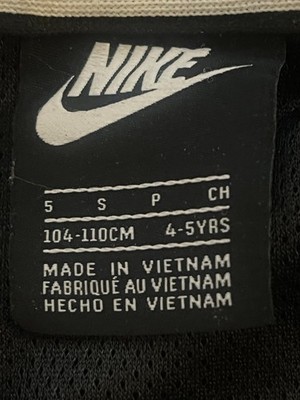 NIKE
5 S P CH
104-110CM 4-5YRS
MADE IN VIETNAM
FABRIQUÉ AU VIETNAM
HECHO EN VIETNAM